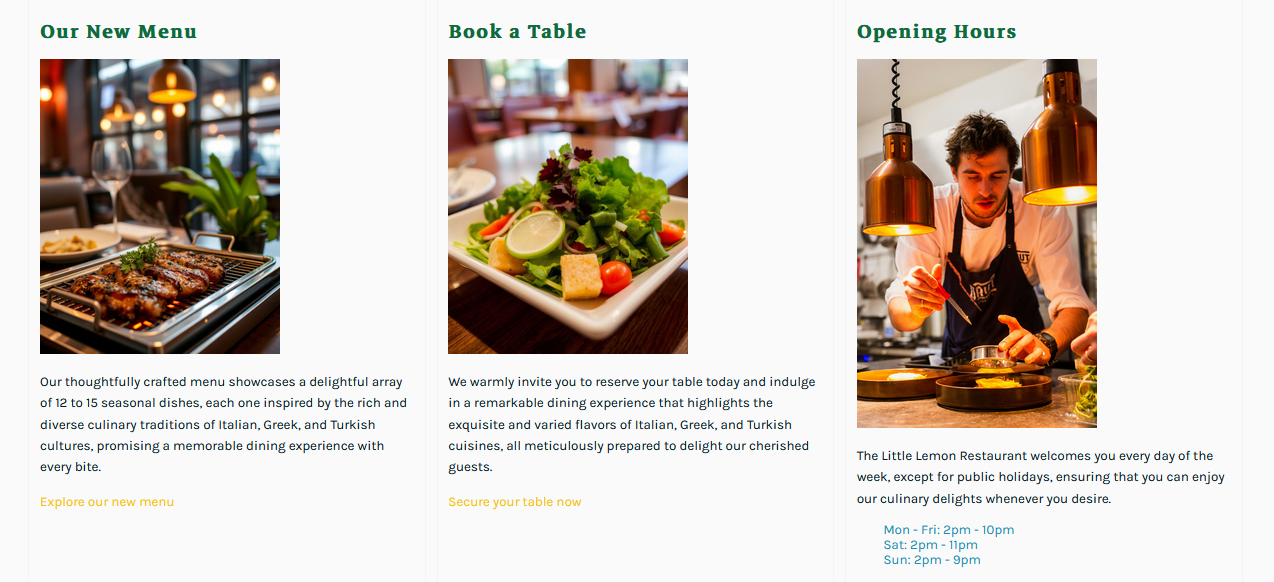 Our New Menu
Our thoughtfully crafted menu showcases a delightful array
of 12 to 15 seasonal dishes, each one inspired by the rich and
diverse culinary traditions of Italian, Greek, and Turkish
cultures, promising a memorable dining experience with
every bite.
Explore our new menu
Book a Table
We warmly invite you to reserve your table today and indulge
in a remarkable dining experience that highlights the
exquisite and varied flavors of Italian, Greek, and Turkish
cuisines, all meticulously prepared to delight our cherished
guests.
Secure your table now
Opening Hours
The Little Lemon Restaurant welcomes you every day of the
week, except for public holidays, ensuring that you can enjoy
our culinary delights whenever you desire.
Mon - Fri: 2pm - 10pm
Sat: 2pm - 11pm
Sun: 2pm - 9pm